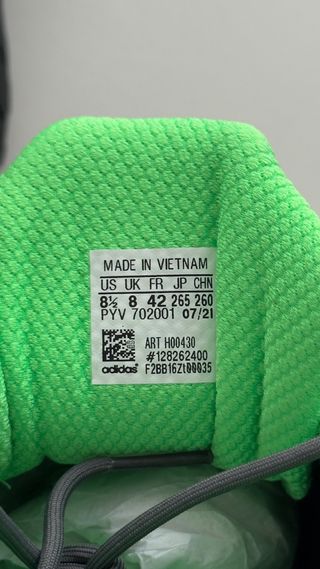 MADE IN VIETNAM
US UK FR JP CHN
8½ 8 42 265 260
PYV 702001 07/21
ART H00430
#128262400
adidas F2BB16Zt00035